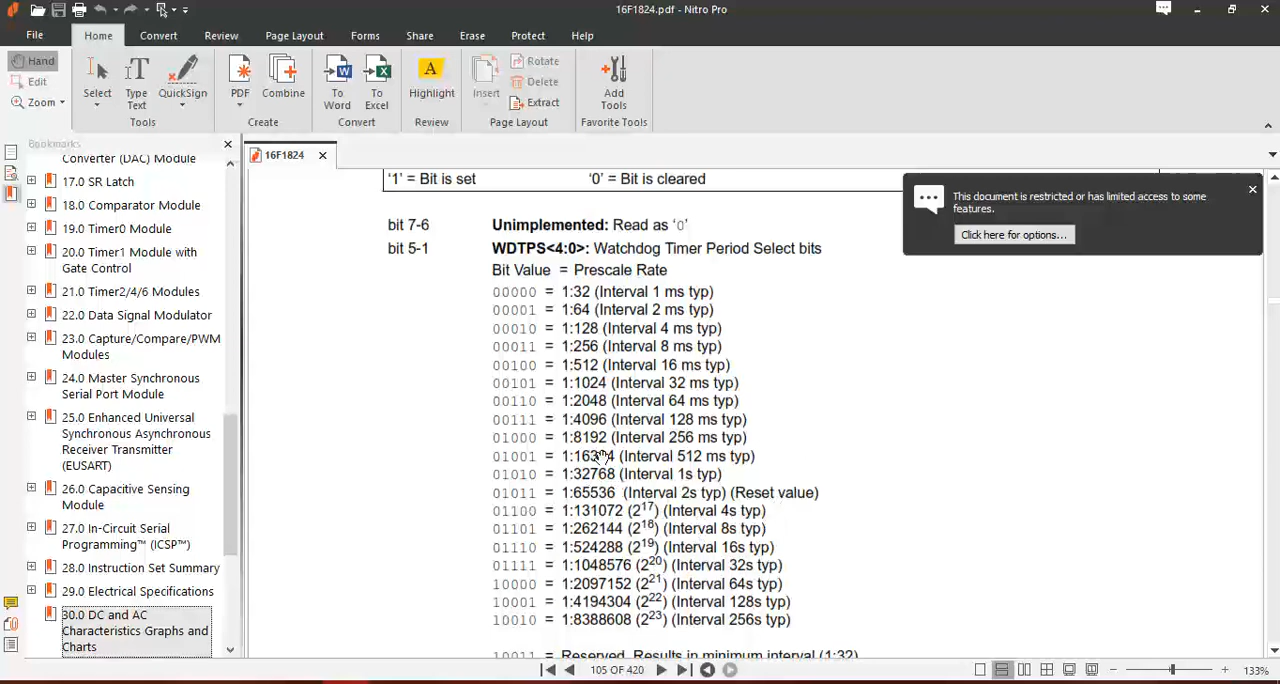 16F1824.pdf - Nitro Pro
File Home Convert Review Page Layout Forms Share Erase Protect Help
Hand
Edit
Zoom
Select
Type Text
QuickSign
Tools
PDF
Combine
Create
To Word
To Excel
Convert
Highlight
Review
Insert
Rotate
Delete
Extract
Page Layout
Add Tools
Favorite Tools
Bookmarks
Converter (DAC) Module
17.0 SR Latch
18.0 Comparator Module
19.0 Timer0 Module
20.0 Timer1 Module with
Gate Control
21.0 Timer2/4/6 Modules
22.0 Data Signal Modulator
23.0 Capture/Compare/PWM
Modules
24.0 Master Synchronous
Serial Port Module
25.0 Enhanced Universal
Synchronous Asynchronous
Receiver Transmitter
(EUSART)
26.0 Capacitive Sensing
Module
27.0 In-Circuit Serial
Programming™ (ICSP™)
28.0 Instruction Set Summary
29.0 Electrical Specifications
30.0 DC and AC
Characteristics Graphs and
Charts
16F1824
'1' = Bit is set '0' = Bit is cleared
This document is restricted or has limited access to some
features.
Click here for options...
bit 7-6 Unimplemented: Read as '0'
bit 5-1 WDTPS<4:0>: Watchdog Timer Period Select bits
Bit Value = Prescale Rate
00000 = 1:32 (Interval 1 ms typ)
00001 = 1:64 (Interval 2 ms typ)
00010 = 1:128 (Interval 4 ms typ)
00011 = 1:256 (Interval 8 ms typ)
00100 = 1:512 (Interval 16 ms typ)
00101 = 1:1024 (Interval 32 ms typ)
00110 = 1:2048 (Interval 64 ms typ)
00111 = 1:4096 (Interval 128 ms typ)
01000 = 1:8192 (Interval 256 ms typ)
01001 = (Interval 512 ms typ)
01010 = 1:32768 (Interval 1s typ)
01011 = 1:65536 (Interval 2s typ) (Reset value)
01100 = 1:131072 (2^17) (Interval 4s typ)
01101 = 1:262144 (2^18) (Interval 8s typ)
01110 = 1:524288 (2^19) (Interval 16s typ)
01111 = 1:1048576 (2^20) (Interval 32s typ)
10000 = 1:2097152 (2^21) (Interval 64s typ)
10001 = 1:4194304 (2^22) (Interval 128s typ)
10010 = 1:8388608 (2^23) (Interval 256s typ)
10011 = Reserved. Results in minimum interval (1:32)
105 OF 420
133%